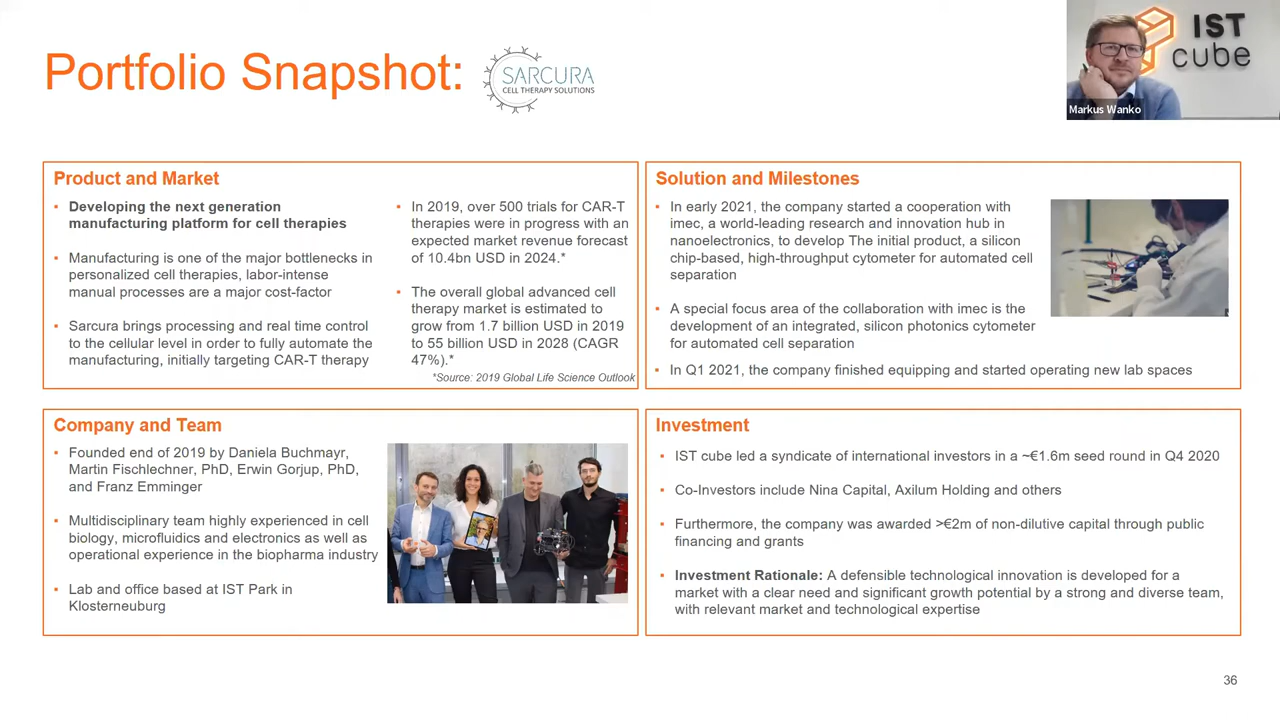 Portfolio Snapshot:
SARCURA
CELL THERAPY SOLUTIONS
IST
cube
Markus Wanko
Product and Market
▪ Developing the next generation
manufacturing platform for cell therapies
▪ Manufacturing is one of the major bottlenecks in
personalized cell therapies, labor-intense
manual processes are a major cost-factor
▪ Sarcura brings processing and real time control
to the cellular level in order to fully automate the
manufacturing, initially targeting CAR-T therapy
▪ In 2019, over 500 trials for CAR-T
therapies were in progress with an
expected market revenue forecast
of 10.4bn USD in 2024.*
▪ The overall global advanced cell
therapy market is estimated to
grow from 1.7 billion USD in 2019
to 55 billion USD in 2028 (CAGR
47%).*
*Source: 2019 Global Life Science Outlook
Solution and Milestones
▪ In early 2021, the company started a cooperation with
imec, a world-leading research and innovation hub in
nanoelectronics, to develop The initial product, a silicon
chip-based, high-throughput cytometer for automated cell
separation
▪ A special focus area of the collaboration with imec is the
development of an integrated, silicon photonics cytometer
for automated cell separation
▪ In Q1 2021, the company finished equipping and started operating new lab spaces
Company and Team
▪ Founded end of 2019 by Daniela Buchmayr,
Martin Fischlechner, PhD, Erwin Gorjup, PhD,
and Franz Emminger
▪ Multidisciplinary team highly experienced in cell
biology, microfluidics and electronics as well as
operational experience in the biopharma industry
▪ Lab and office based at IST Park in
Klosterneuburg
Investment
▪ IST cube led a syndicate of international investors in a ~€1.6m seed round in Q4 2020
▪ Co-Investors include Nina Capital, Axilum Holding and others
▪ Furthermore, the company was awarded >€2m of non-dilutive capital through public
financing and grants
▪ Investment Rationale: A defensible technological innovation is developed for a
market with a clear need and significant growth potential by a strong and diverse team,
with relevant market and technological expertise
36